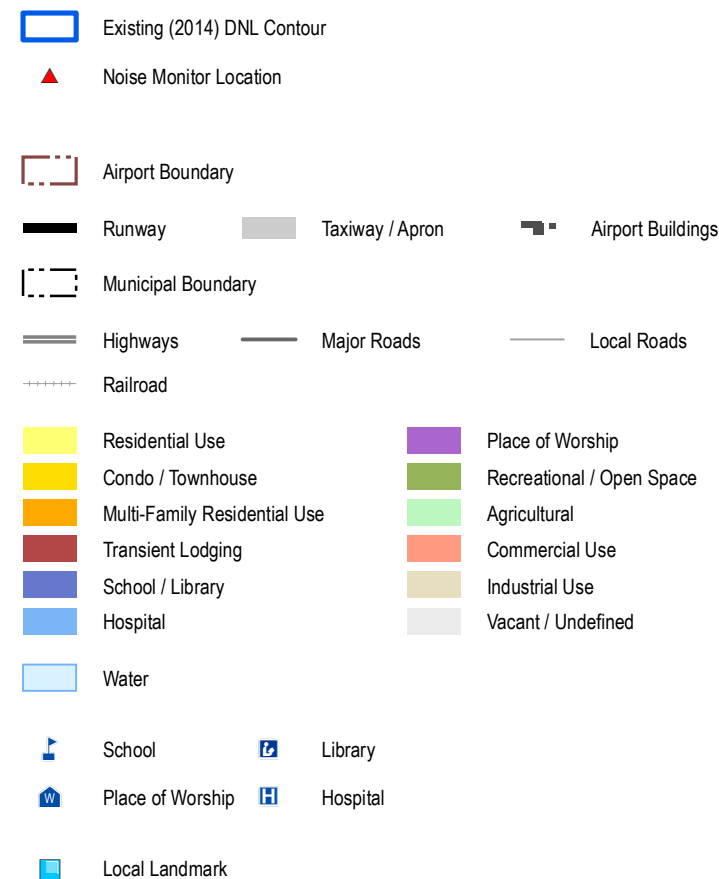 Existing (2014) DNL Contour
Noise Monitor Location
Airport Boundary
Runway Taxiway / Apron Airport Buildings
Municipal Boundary
Highways Major Roads Local Roads
Railroad
Residential Use Place of Worship
Condo / Townhouse Recreational / Open Space
Multi-Family Residential Use Agricultural
Transient Lodging Commercial Use
School / Library Industrial Use
Hospital Vacant / Undefined
Water
School Library
W Place of Worship H Hospital
Local Landmark